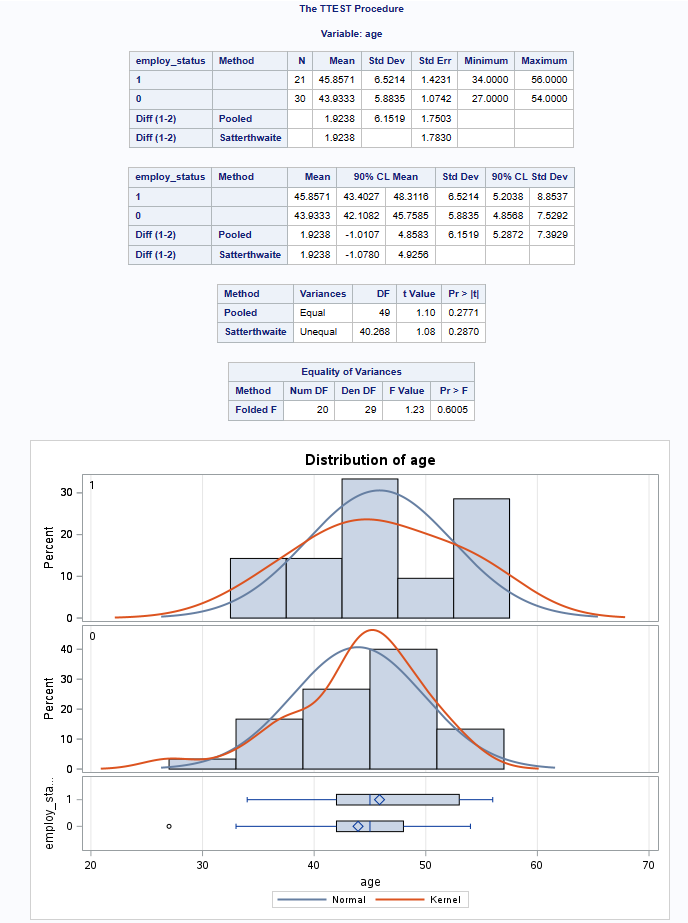 The TTEST Procedure
Variable: age
employ_status Method N Mean Std Dev Std Err Minimum Maximum
1 21 45.8571 6.5214 1.4231 34.0000 56.0000
0 30 43.9333 5.8835 1.0742 27.0000 54.0000
Diff (1-2) Pooled 1.9238 6.1519 1.7503
Diff (1-2) Satterthwaite 1.9238 1.7830
employ_status Method Mean 90% CL Mean Std Dev 90% CL Std Dev
1 45.8571 43.4027 48.3116 6.5214 5.2038 8.8537
0 43.9333 42.1082 45.7585 5.8835 4.8568 7.5292
Diff (1-2) Pooled 1.9238 -1.0107 4.8583 6.1519 5.2872 7.3929
Diff (1-2) Satterthwaite 1.9238 -1.0780 4.9256
Method Variances DF t Value Pr > |t|
Pooled Equal 49 1.10 0.2771
Satterthwaite Unequal 40.268 1.08 0.2870
Equality of Variances
Method Num DF Den DF F Value Pr > F
Folded F 20 29 1.23 0.6005
Distribution of age
1
Percent
30
20
10
0
0
Percent
40
30
20
10
0
employ_sta...
1
0
20 30 40 50 60 70
age
Normal Kernel